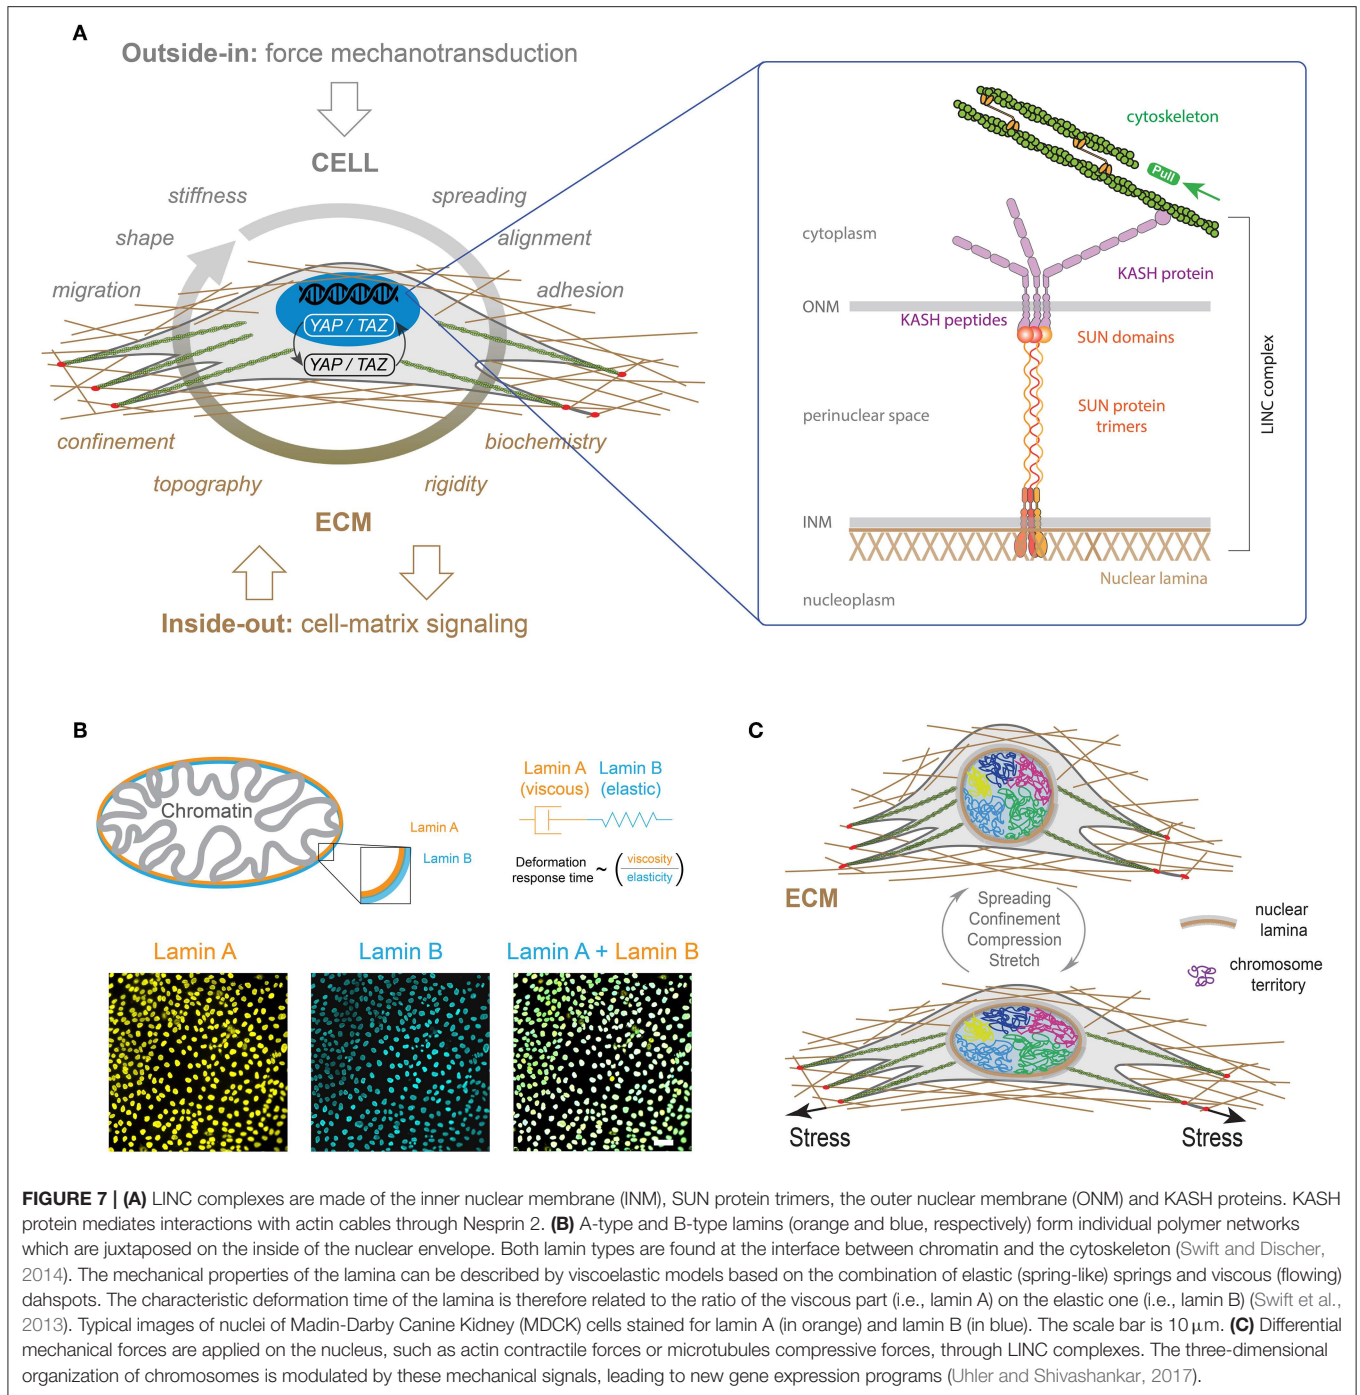 A
Outside-in: force mechanotransduction
CELL
stiffness
spreading
shape
alignment
migration
adhesion
YAP / TAZ
YAP / TAZ
confinement
biochemistry
topography
rigidity
ECM
Inside-out: cell-matrix signaling
cytoskeleton
Pull
cytoplasm
KASH protein
ONM
KASH peptides
SUN domains
perinuclear space
SUN protein
trimers
LINC complex
INM
Nuclear lamina
nucleoplasm
B
Chromatin
Lamin A
Lamin B
Lamin A
(viscous)
Lamin B
(elastic)
Deformation
response time ~ ( viscosity
elasticity )
Lamin A
Lamin B
Lamin A + Lamin B
C
ECM
Spreading
Confinement
Compression
Stretch
nuclear
lamina
chromosome
territory
Stress
Stress
FIGURE 7 | (A) LINC complexes are made of the inner nuclear membrane (INM), SUN protein trimers, the outer nuclear membrane (ONM) and KASH proteins. KASH
protein mediates interactions with actin cables through Nesprin 2. (B) A-type and B-type lamins (orange and blue, respectively) form individual polymer networks
which are juxtaposed on the inside of the nuclear envelope. Both lamin types are found at the interface between chromatin and the cytoskeleton (Swift and Discher,
2014). The mechanical properties of the lamina can be described by viscoelastic models based on the combination of elastic (spring-like) springs and viscous (flowing)
dahspots. The characteristic deformation time of the lamina is therefore related to the ratio of the viscous part (i.e., lamin A) on the elastic one (i.e., lamin B) (Swift et al.,
2013). Typical images of nuclei of Madin-Darby Canine Kidney (MDCK) cells stained for lamin A (in orange) and lamin B (in blue). The scale bar is 10 μm. (C) Differential
mechanical forces are applied on the nucleus, such as actin contractile forces or microtubules compressive forces, through LINC complexes. The three-dimensional
organization of chromosomes is modulated by these mechanical signals, leading to new gene expression programs (Uhler and Shivashankar, 2017).